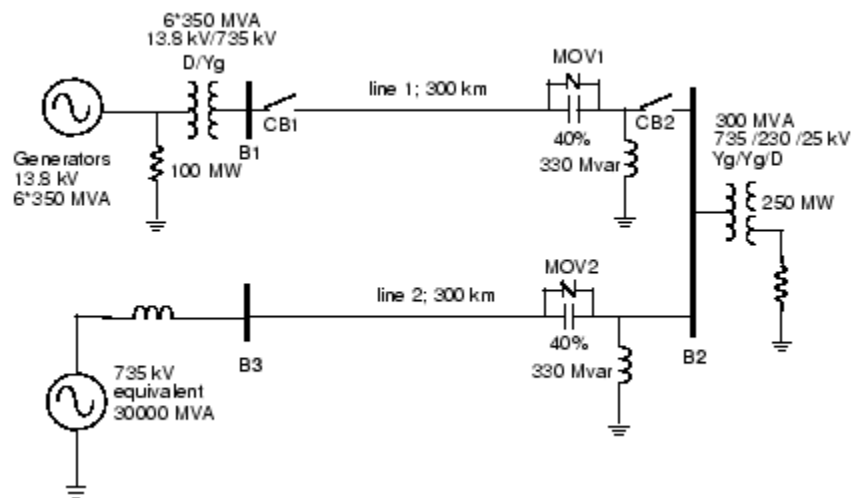 6*350 MVA
13.8 kV/735 kV
D/Yg
Generators
13.8 kV
6*350 MVA
100 MW
B1
CB1
line 1; 300 km
MOV1
40%
330 Mvar
CB2
300 MVA
735 /230 /25 kV
Yg/Yg/D
250 MW
735 kV
equivalent
30000 MVA
B3
line 2; 300 km
MOV2
40%
330 Mvar
B2